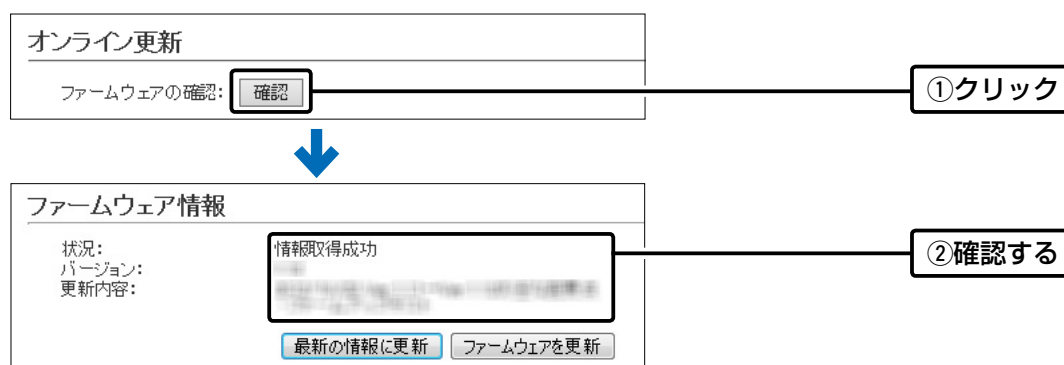 オンライン更新
ファームウェアの確認: 確認
①クリック
ファームウェア情報
状況: 情報取得成功
バージョン:
更新内容:
②確認する
最新の情報に更新 ファームウェアを更新